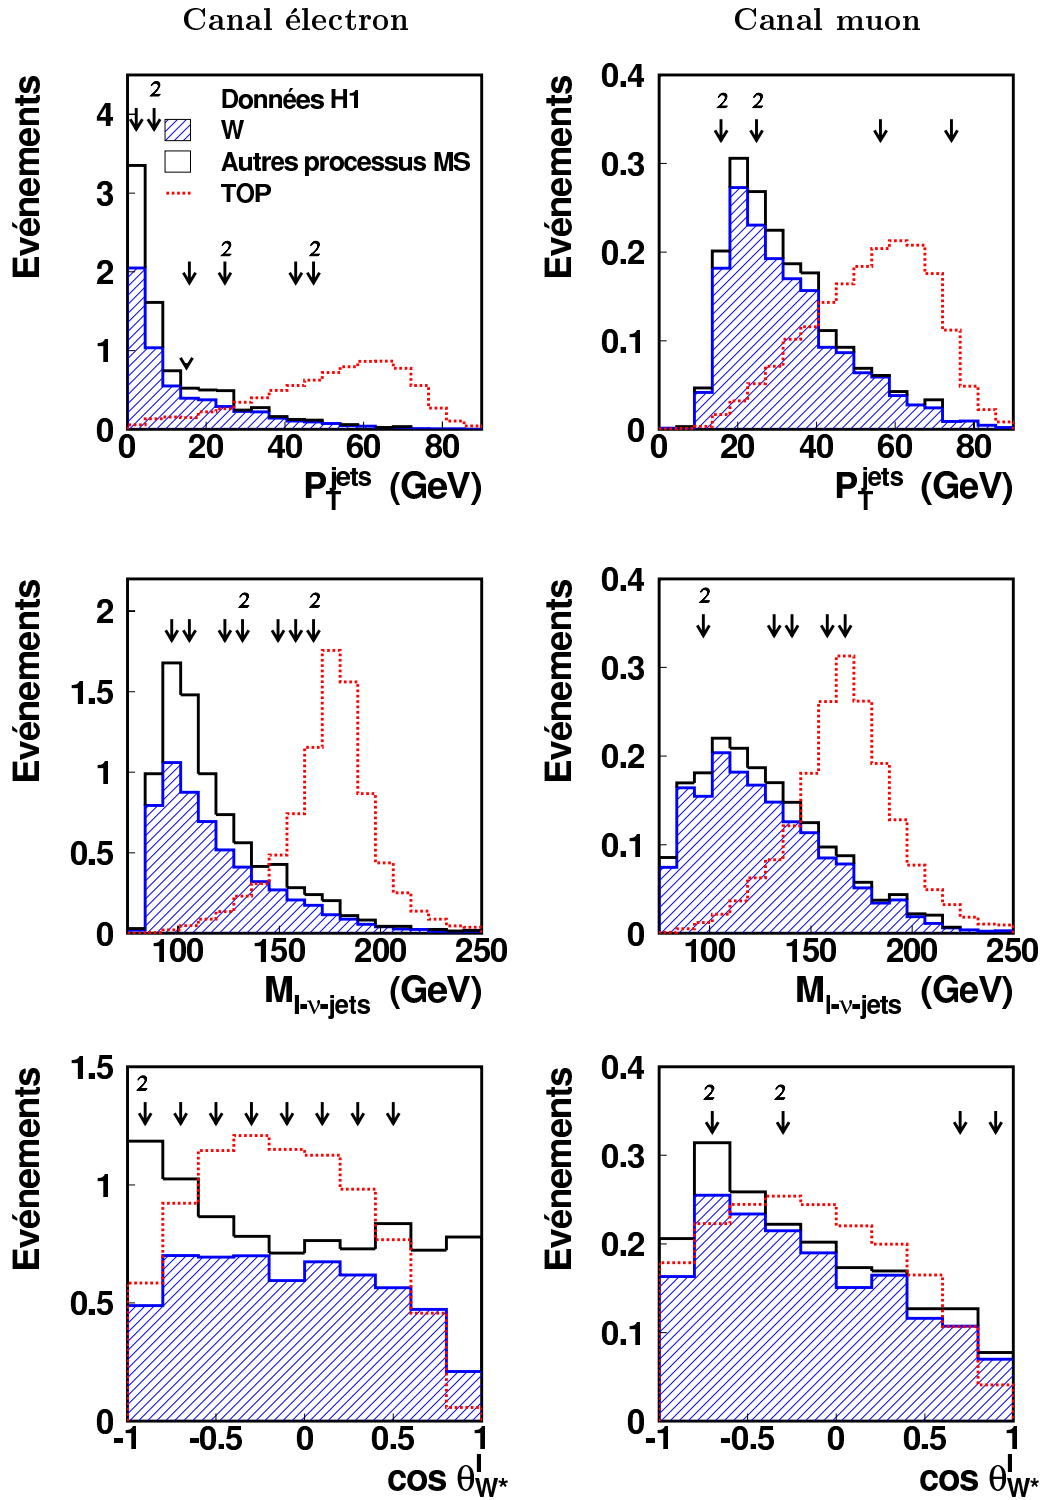 Canal électron
Canal muon
Evénements
4
3
2
1
0
2
2
2
Données H1
W
Autres processus MS
TOP
0 20 40 60 80
P_T^jets (GeV)
Evénements
0.4
0.3
0.2
0.1
0
2 2
0 20 40 60 80
P_T^jets (GeV)
Evénements
2
1.5
1
0.5
0
2 2
100 150 200 250
M_l-ν-jets (GeV)
Evénements
0.4
0.3
0.2
0.1
0
2
100 150 200 250
M_l-ν-jets (GeV)
Evénements
1.5
1
0.5
0
2
-1 -0.5 0 0.5 1
cos θ_W*^l
Evénements
0.4
0.3
0.2
0.1
0
2 2
-1 -0.5 0 0.5 1
cos θ_W*^l